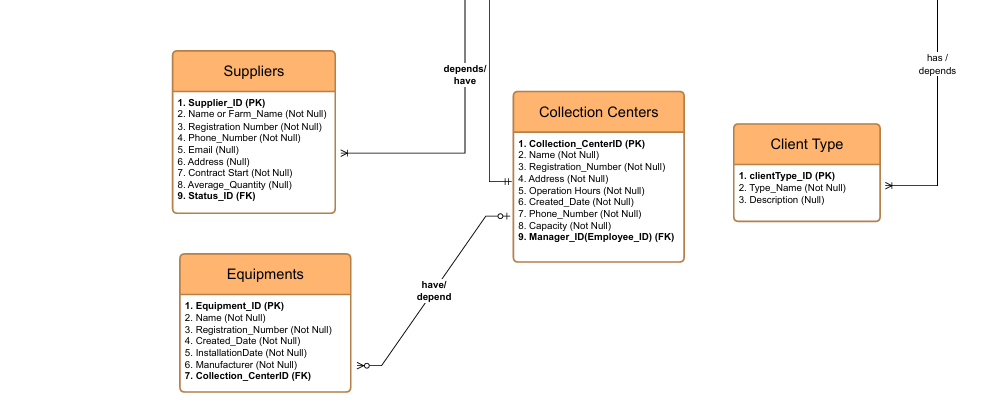 Suppliers
1. Supplier_ID (PK)
2. Name or Farm_Name (Not Null)
3. Registration Number (Not Null)
4. Phone_Number (Not Null)
5. Email (Null)
6. Address (Null)
7. Contract Start (Not Null)
8. Average_Quantity (Null)
9. Status_ID (FK)
depends/
have
Collection Centers
1. Collection_CenterID (PK)
2. Name (Not Null)
3. Registration_Number (Not Null)
4. Address (Not Null)
5. Operation Hours (Not Null)
6. Created_Date (Not Null)
7. Phone_Number (Not Null)
8. Capacity (Not Null)
9. Manager_ID(Employee_ID) (FK)
has /
depends
Client Type
1. clientType_ID (PK)
2. Type_Name (Not Null)
3. Description (Null)
Equipments
1. Equipment_ID (PK)
2. Name (Not Null)
3. Registration_Number (Not Null)
4. Created_Date (Not Null)
5. InstallationDate (Not Null)
6. Manufacturer (Not Null)
7. Collection_CenterID (FK)
have/
depend